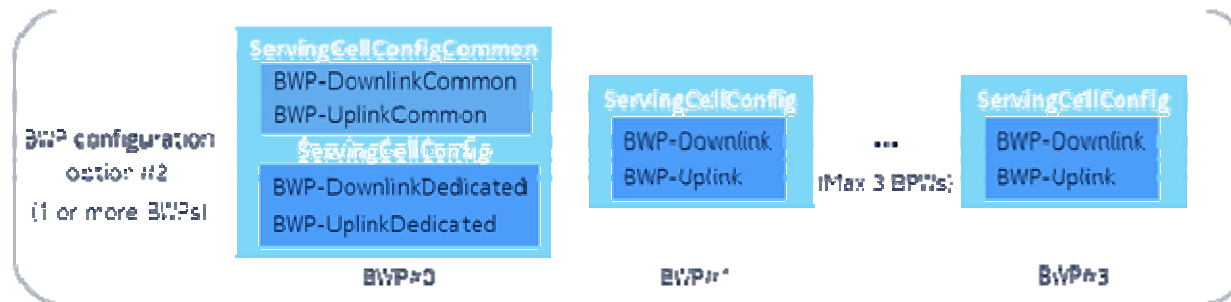 ServingCellConfigCommon
BWP-DownlinkCommon
BWP-UplinkCommon
ServingCellConfig
BWP-DownlinkDedicated
BWP-UplinkDedicated
BWP#0
BWP configuration
option #2
(1 or more BWPs)
ServingCellConfig
BWP-Downlink
BWP-Uplink
BWP#1
...
(Max 3 BPWs)
ServingCellConfig
BWP-Downlink
BWP-Uplink
BWP#3